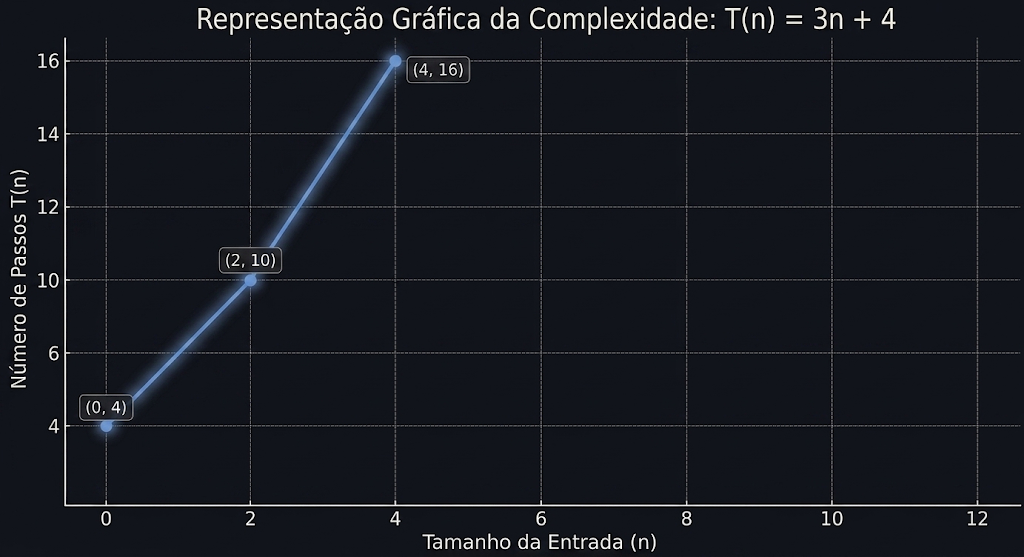 Representação Gráfica da Complexidade: T(n) = 3n + 4
Número de Passos T(n)
16
(4, 16)
14
12
(2, 10)
10
6
(0, 4)
4
0 2 4 6 8 10 12
Tamanho da Entrada (n)